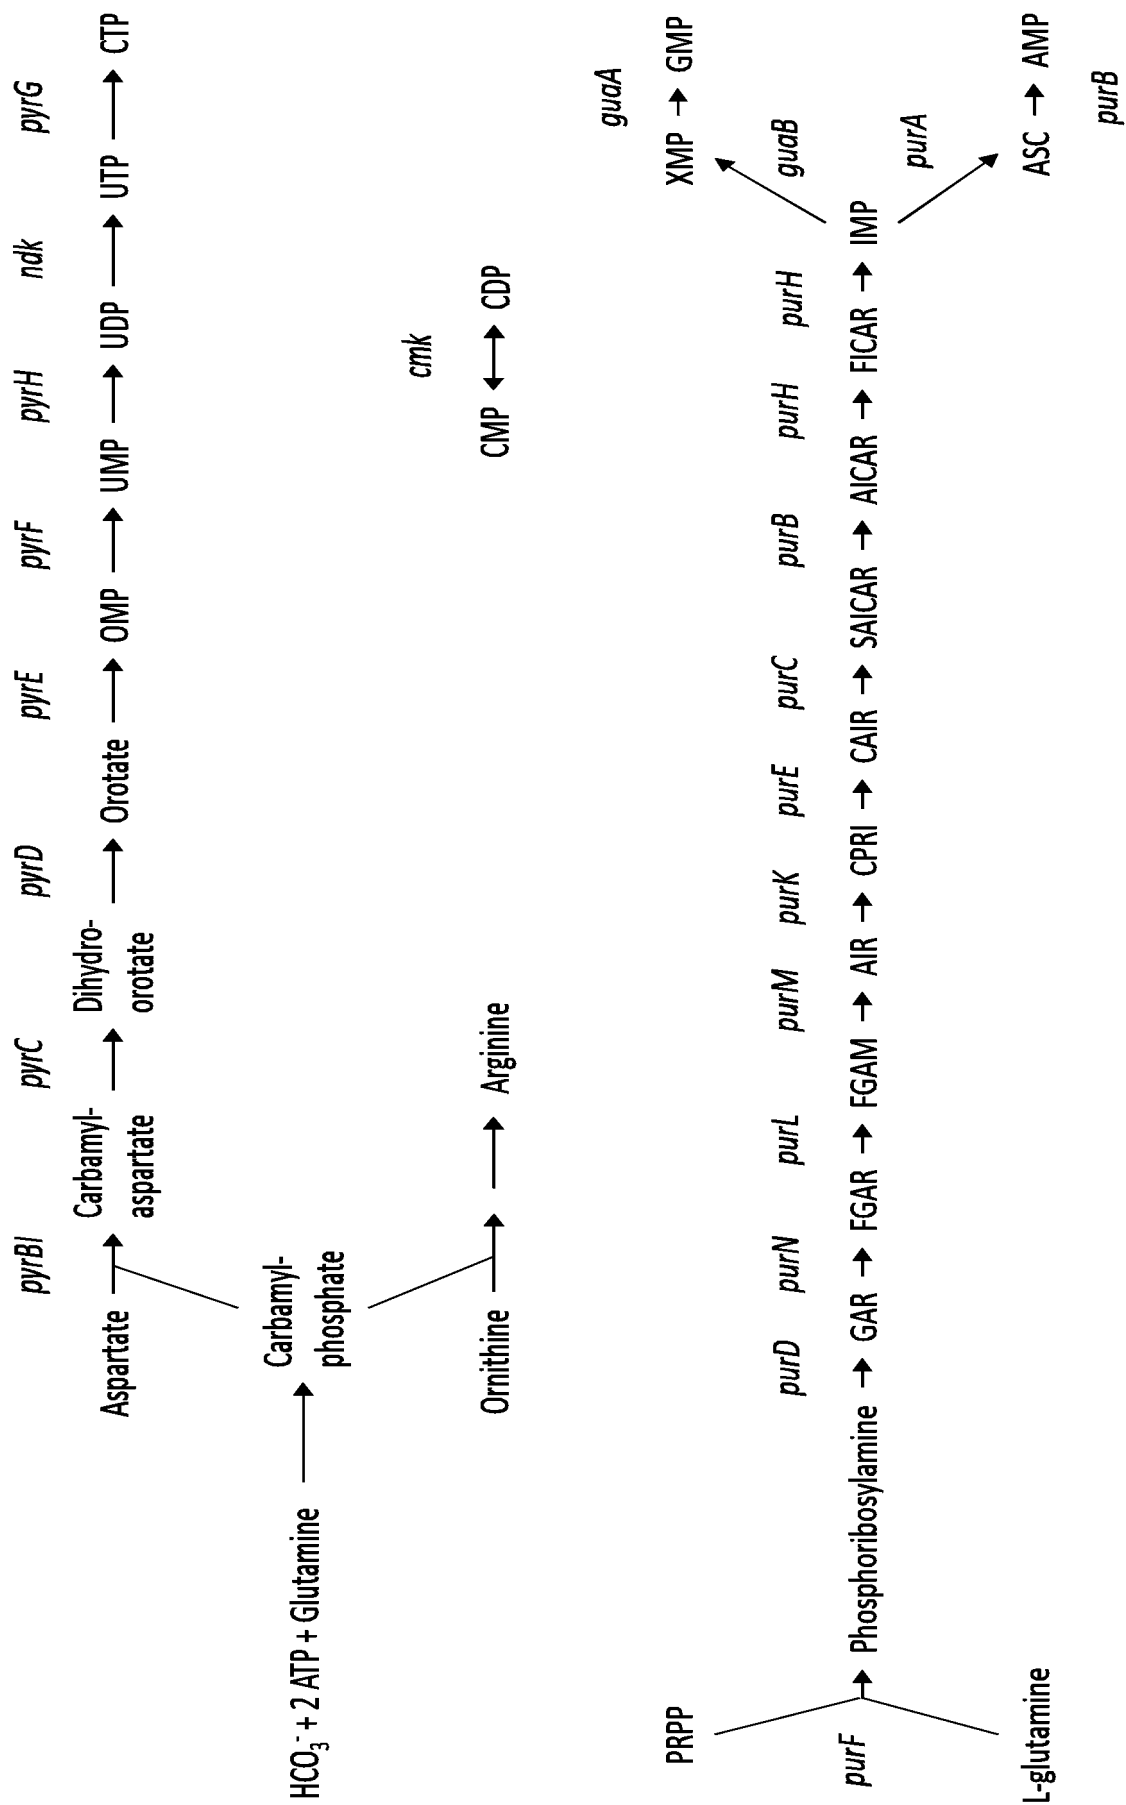 pyrBI pyrC pyrD pyrE pyrF pyrH ndk pyrG
Aspartate Carbamyl-aspartate Dihydro-orotate Orotate OMP UMP UDP UTP CTP
HCO3- + 2 ATP + Glutamine
Carbamyl-
phosphate
cmk
Ornithine Arginine CMP CDP
guaA
PRPP XMP GMP
guaB
purD purN purL purM purK purE purC purB purH purH
purF
Phosphoribosylamine GAR FGAR FGAM AIR CPRI CAIR SAICAR AICAR FICAR IMP
purA
L-glutamine ASC AMP
purB